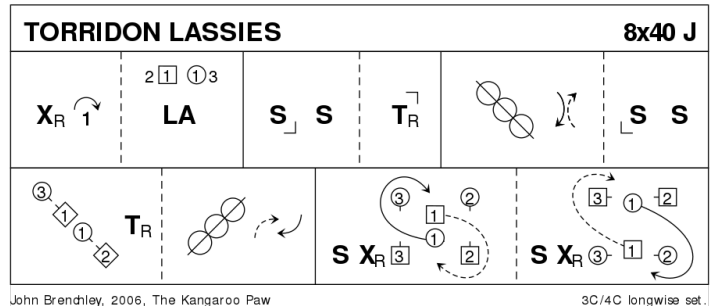 TORRIDON LASSIES 8x40 J
2 1 1 3
XR 1 LA S S TR S S
3 1 1 2 TR
3 2 1 1 3 2 S XR
3 2 1 1 3 2 S XR
John Brenchley, 2006, The Kangaroo Paw 3C/4C longwise set.